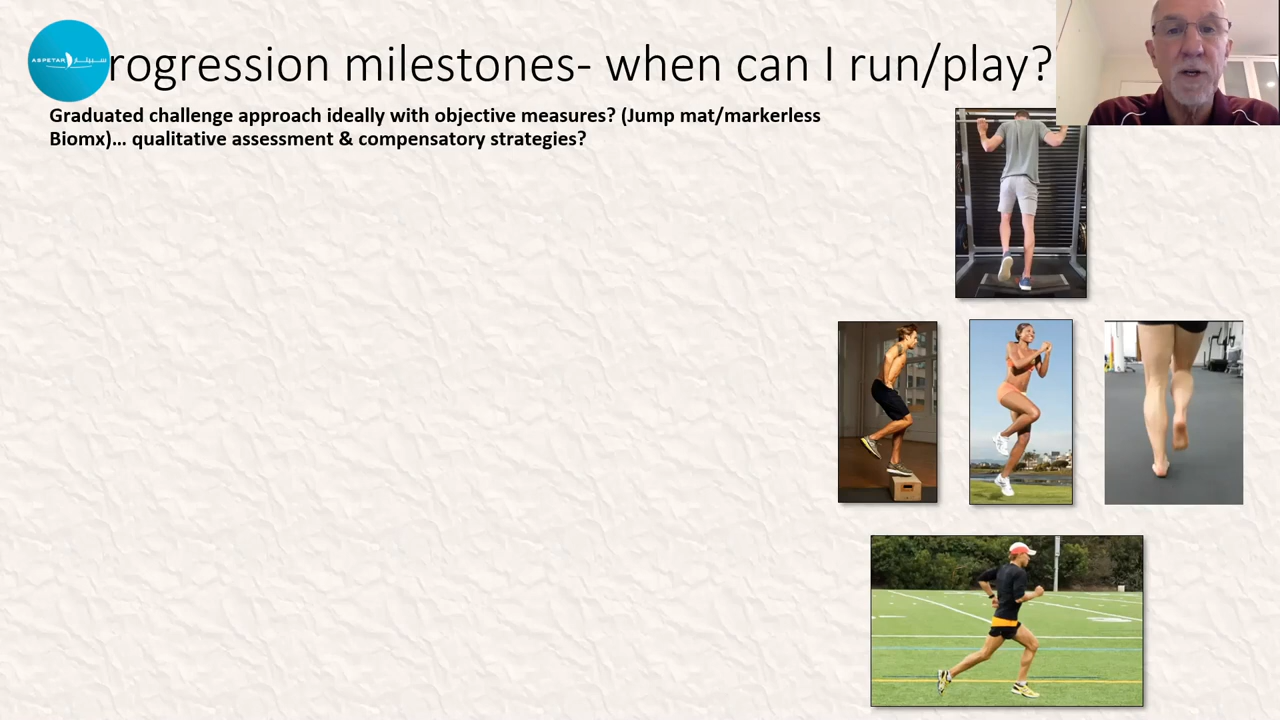 ASPETAR سبيتار
rogression milestones- when can I run/play?
Graduated challenge approach ideally with objective measures? (Jump mat/markerless
Biomx)... qualitative assessment & compensatory strategies?